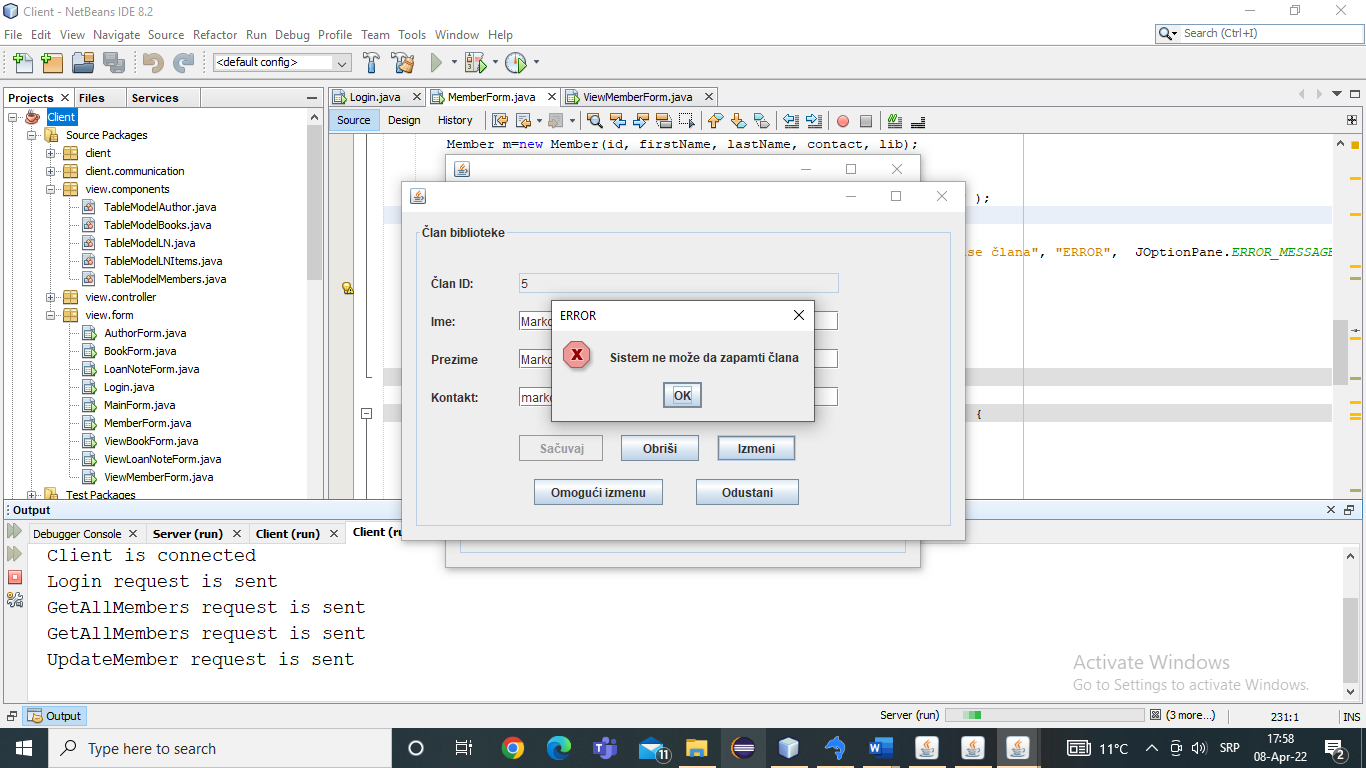 Client - NetBeans IDE 8.2
File Edit View Navigate Source Refactor Run Debug Profile Team Tools Window Help
Search (Ctrl+I)
<default config>
Projects Files Services
Login.java MemberForm.java ViewMemberForm.java
Source Design History
Client
Source Packages
client
client.communication
view.components
TableModelAuthor.java
TableModelBooks.java
TableModelLN.java
TableModelLNItems.java
TableModelMembers.java
view.controller
view.form
AuthorForm.java
BookForm.java
LoanNoteForm.java
Login.java
MainForm.java
MemberForm.java
ViewBookForm.java
ViewLoanNoteForm.java
ViewMemberForm.java
Test Packages
Member m=new Member(id, firstName, lastName, contact, lib);
);
se člana", "ERROR", JOptionPane.ERROR_MESSAGE
{
Član biblioteke
Član ID: 5
Ime: Marko
Prezime Marko
Kontakt: marko
ERROR
Sistem ne može da zapamti člana
OK
Sačuvaj Obriši Izmeni
Omogući izmenu Odustani
Output
Debugger Console Server (run) Client (run) Client (ru
Client is connected
Login request is sent
GetAllMembers request is sent
GetAllMembers request is sent
UpdateMember request is sent
Activate Windows
Go to Settings to activate Windows.
Output
Server (run) (3 more...) 231:1 INS
Type here to search
11
11°C
SRP
17:58
08-Apr-22
2